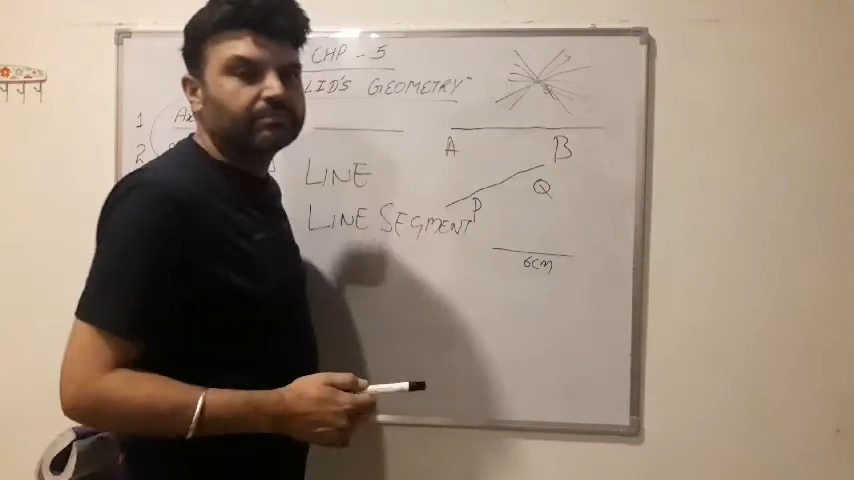 CHP - 5
LID'S GEOMETRY"
1
2
A B
LINE
LINE SEGMENT
P Q
6CM